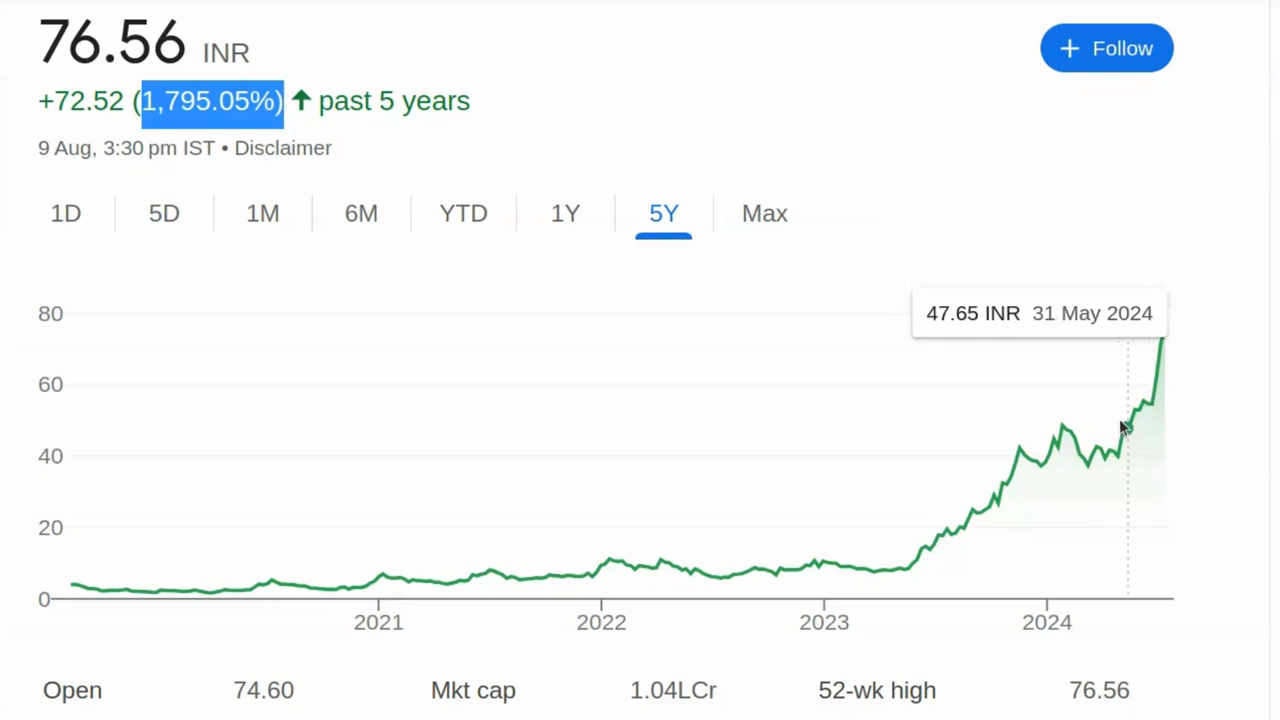 76.56 INR
+ Follow
+72.52 (1,795.05%) ↑ past 5 years
9 Aug, 3:30 pm IST • Disclaimer
1D 5D 1M 6M YTD 1Y 5Y Max
47.65 INR 31 May 2024
80
60
40
20
0
2021 2022 2023 2024
Open 74.60 Mkt cap 1.04LCr 52-wk high 76.56